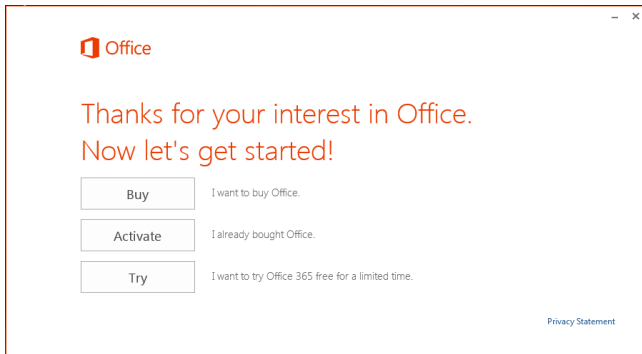 Office
Thanks for your interest in Office.
Now let's get started!
Buy
I want to buy Office.
Activate
I already bought Office.
Try
I want to try Office 365 free for a limited time.
Privacy Statement